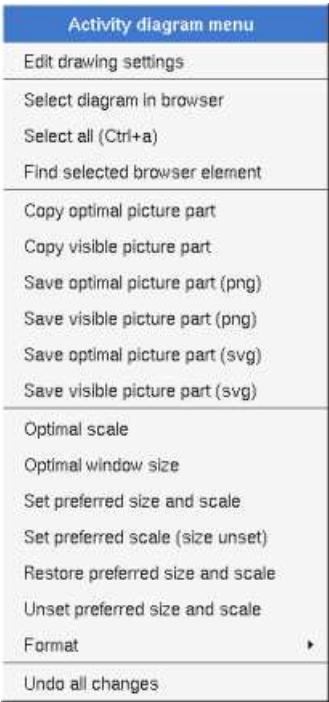 Activity diagram menu
Edit drawing settings
Select diagram in browser
Select all (Ctrl+a)
Find selected browser element
Copy optimal picture part
Copy visible picture part
Save optimal picture part (png)
Save visible picture part (png)
Save optimal picture part (svg)
Save visible picture part (svg)
Optimal scale
Optimal window size
Set preferred size and scale
Set preferred scale (size unset)
Restore preferred size and scale
Unset preferred size and scale
Format
Undo all changes